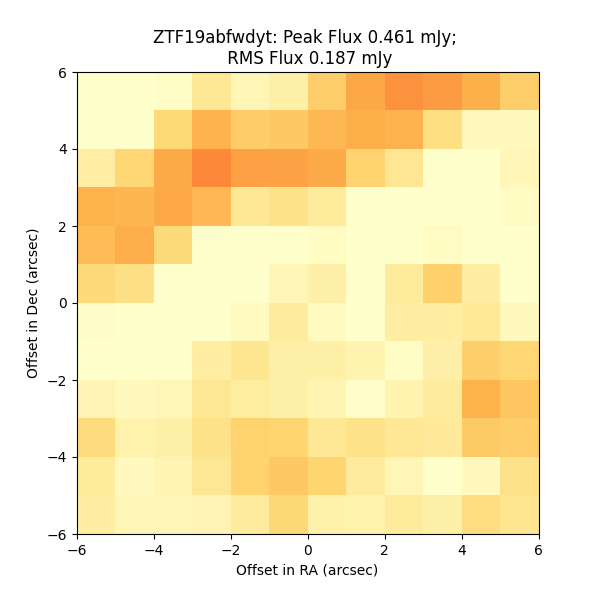 ZTF19abfwdyt: Peak Flux 0.461 mJy;
RMS Flux 0.187 mJy
6
4
2
0
−2
−4
−6
Offset in Dec (arcsec)
−6 −4 −2 0 2 4 6
Offset in RA (arcsec)